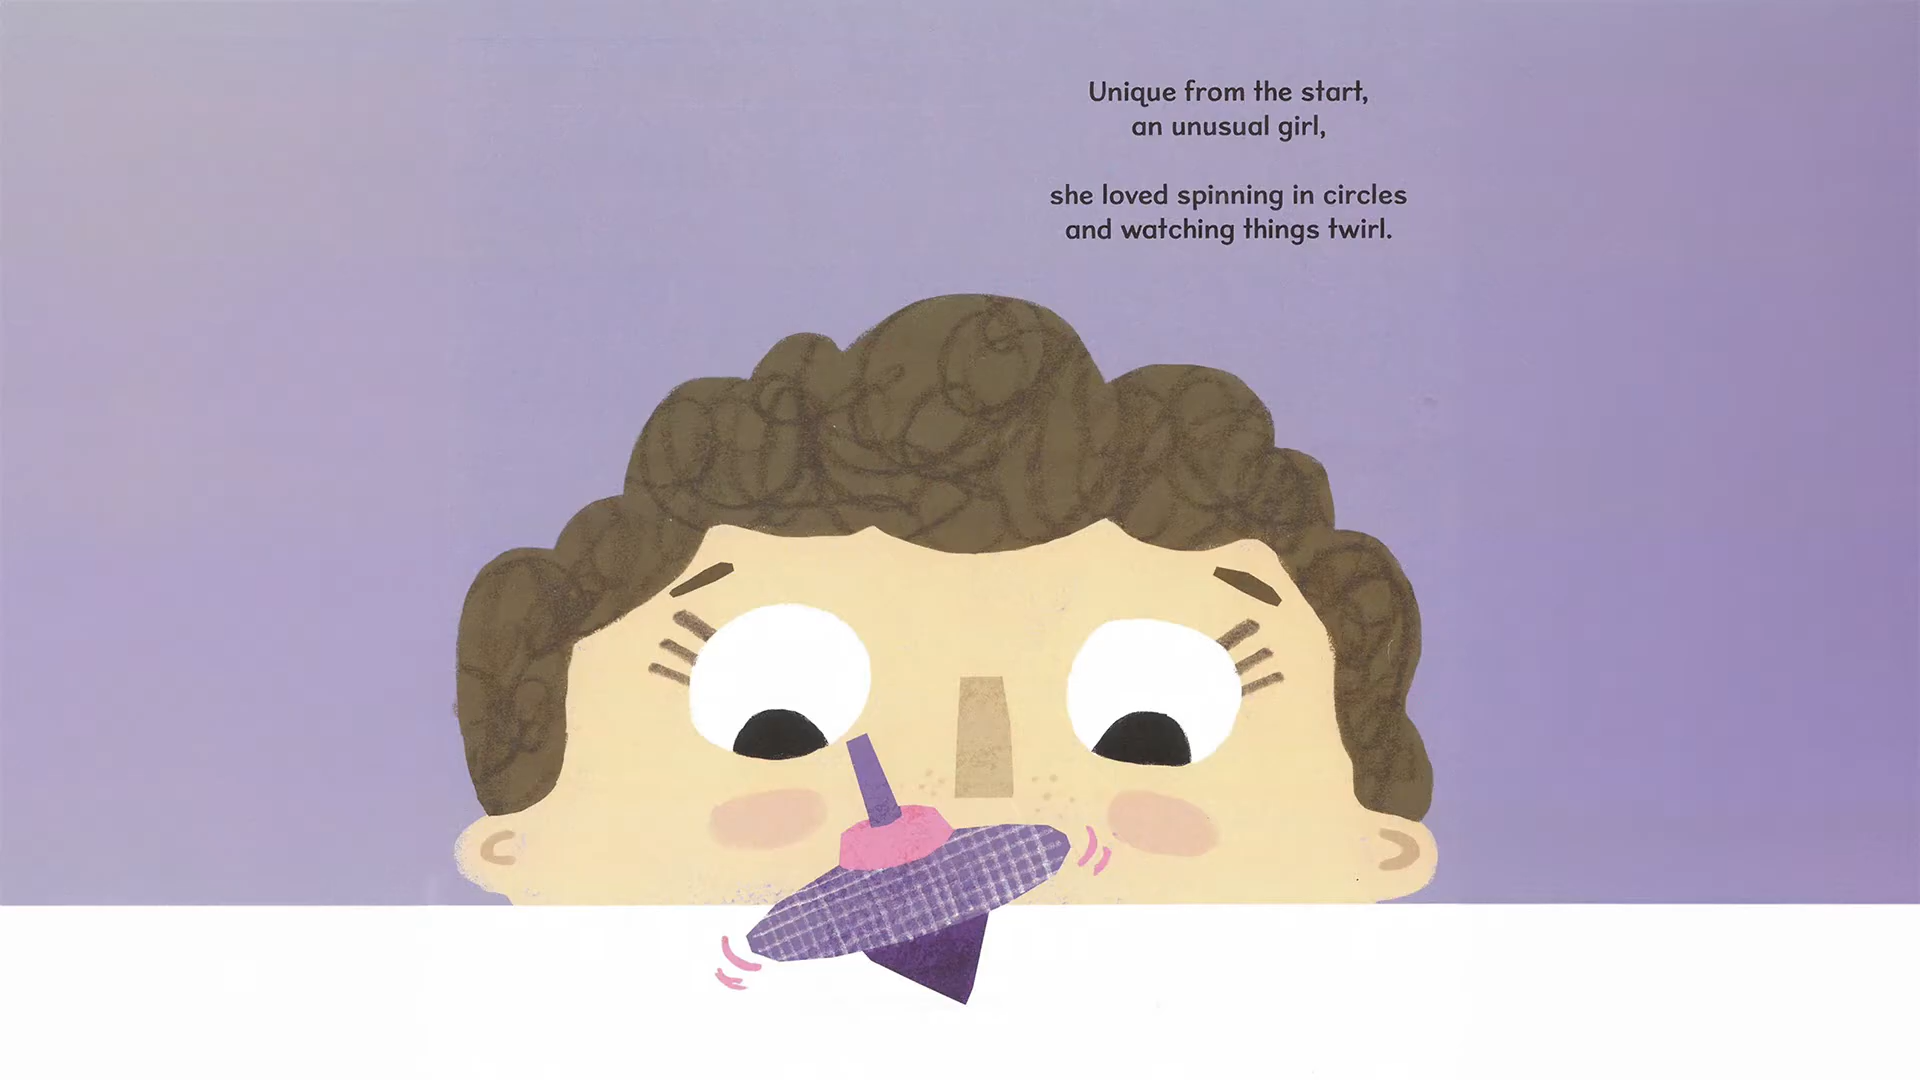 Unique from the start,
an unusual girl,
she loved spinning in circles
and watching things twirl.